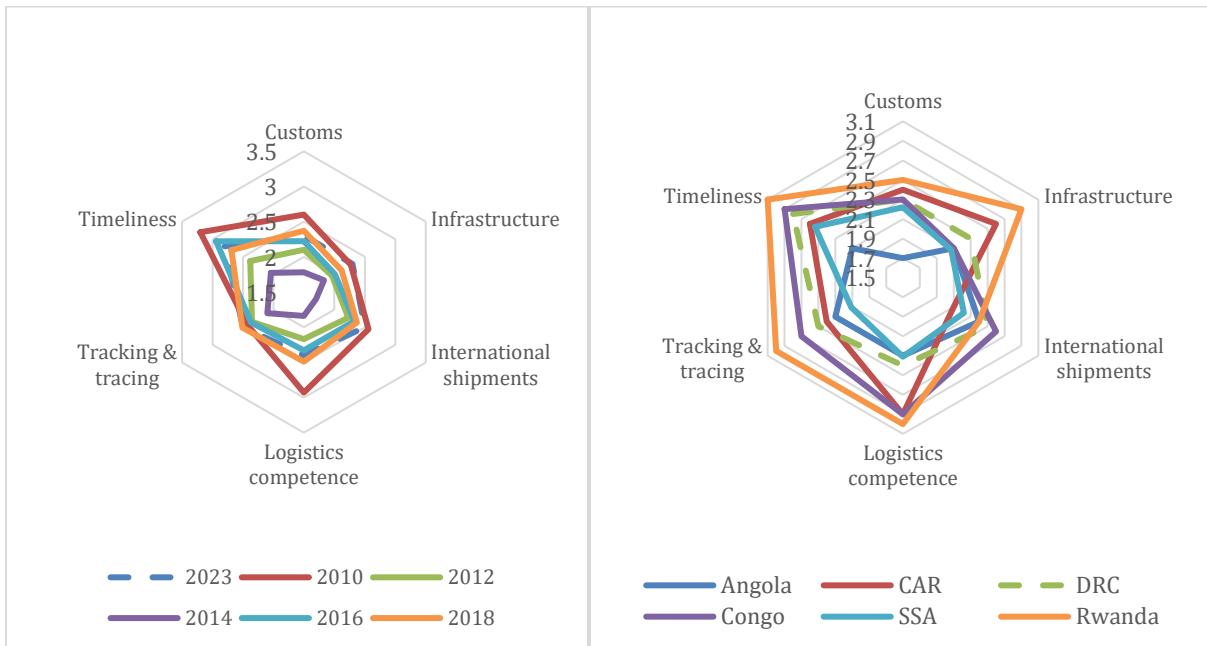 Customs
3.5
3
2.5
2
1.5
Timeliness
Infrastructure
Tracking &
tracing
International
shipments
Logistics
competence
2023
2010
2012
2014
2016
2018
Customs
3.1
2.9
2.7
2.5
2.3
2.1
1.9
1.7
1.5
Timeliness
Infrastructure
Tracking &
tracing
International
shipments
Logistics
competence
Angola
CAR
DRC
Congo
SSA
Rwanda